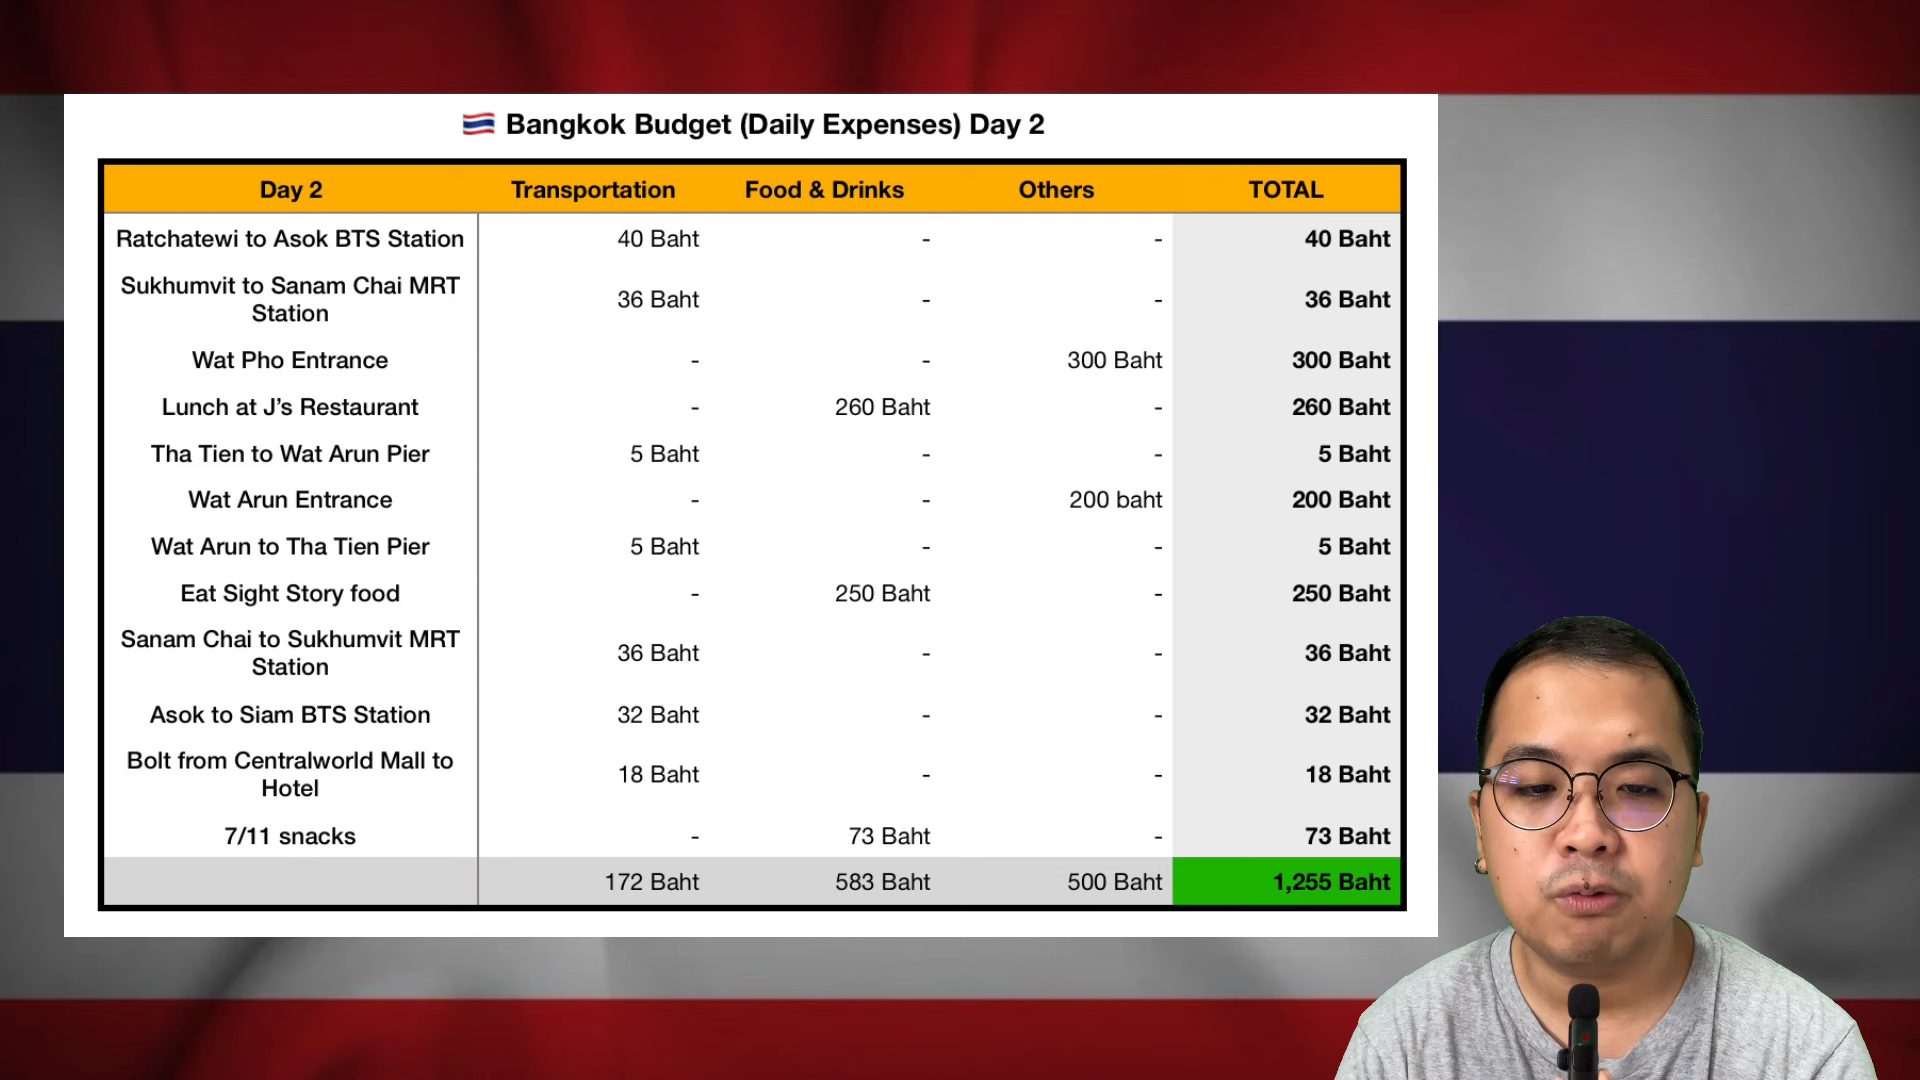 🇹🇭 Bangkok Budget (Daily Expenses) Day 2
Day 2 Transportation Food & Drinks Others TOTAL
Ratchatewi to Asok BTS Station 40 Baht - - 40 Baht
Sukhumvit to Sanam Chai MRT
Station 36 Baht - - 36 Baht
Wat Pho Entrance - - 300 Baht 300 Baht
Lunch at J’s Restaurant - 260 Baht - 260 Baht
Tha Tien to Wat Arun Pier 5 Baht - - 5 Baht
Wat Arun Entrance - - 200 baht 200 Baht
Wat Arun to Tha Tien Pier 5 Baht - - 5 Baht
Eat Sight Story food - 250 Baht - 250 Baht
Sanam Chai to Sukhumvit MRT
Station 36 Baht - - 36 Baht
Asok to Siam BTS Station 32 Baht - - 32 Baht
Bolt from Centralworld Mall to
Hotel 18 Baht - - 18 Baht
7/11 snacks - 73 Baht - 73 Baht
172 Baht 583 Baht 500 Baht 1,255 Baht